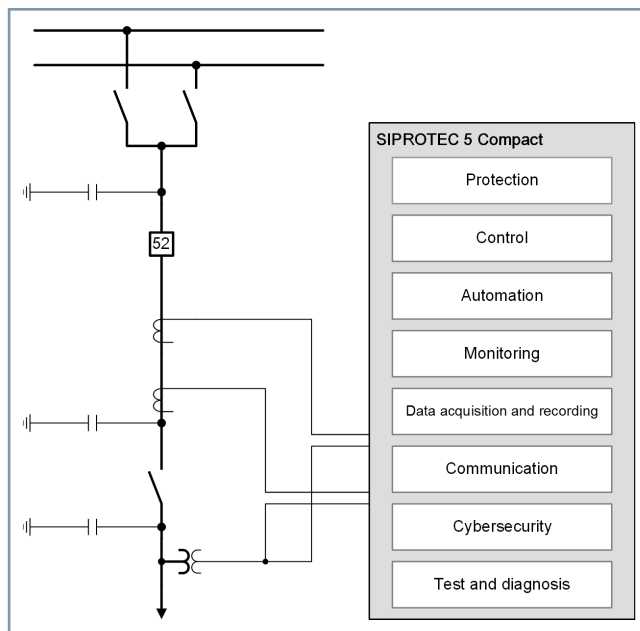 SIPROTEC 5 Compact
Protection
Control
52
Automation
Monitoring
Data acquisition and recording
Communication
Cybersecurity
Test and diagnosis